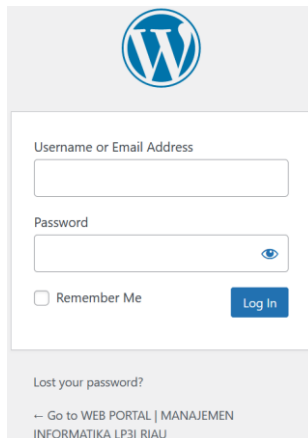 Username or Email Address
Password
Remember Me
Log In
Lost your password?
← Go to WEB PORTAL | MANAJEMEN
INFORMATIKA LP3I RIAU